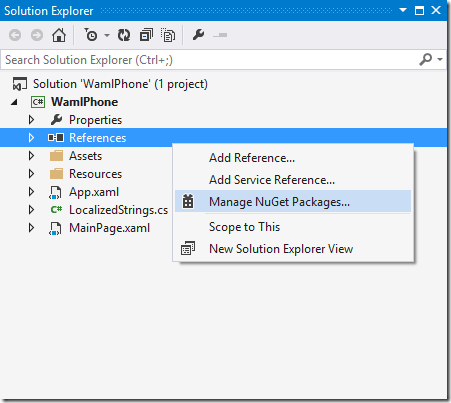 Solution Explorer
Search Solution Explorer (Ctrl+;)
Solution 'WamlPhone' (1 project)
C# WamlPhone
Properties
References
Assets
Resources
App.xaml
LocalizedStrings.cs
MainPage.xaml
Add Reference...
Add Service Reference...
Manage NuGet Packages...
Scope to This
New Solution Explorer View